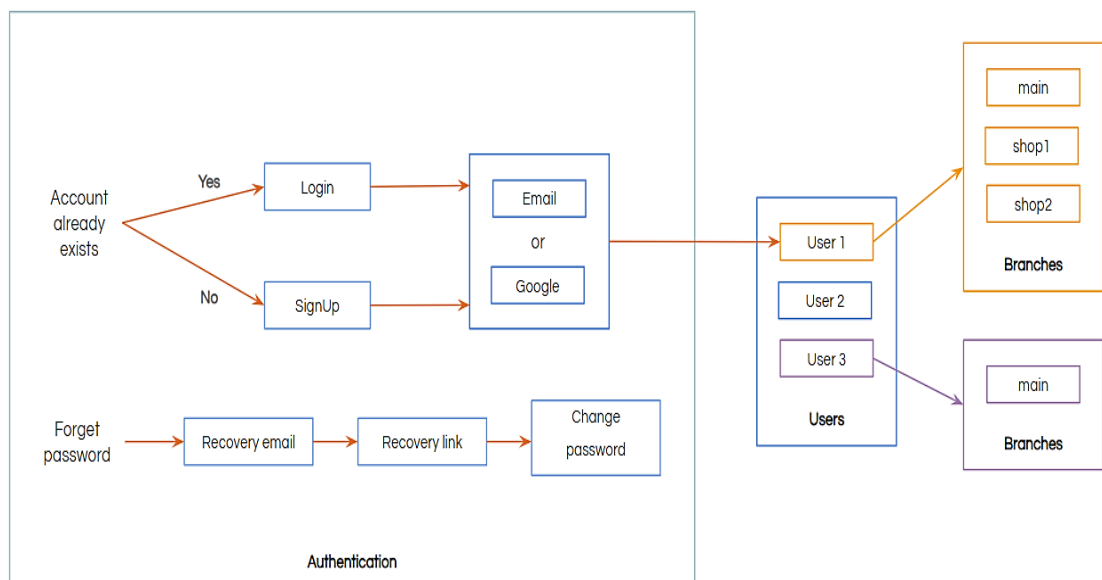 Account
already
exists
Yes
No
Login
SignUp
Email
or
Google
Forget
password
Recovery email
Recovery link
Change
password
Authentication
User 1
User 2
User 3
Users
main
shop1
shop2
Branches
main
Branches